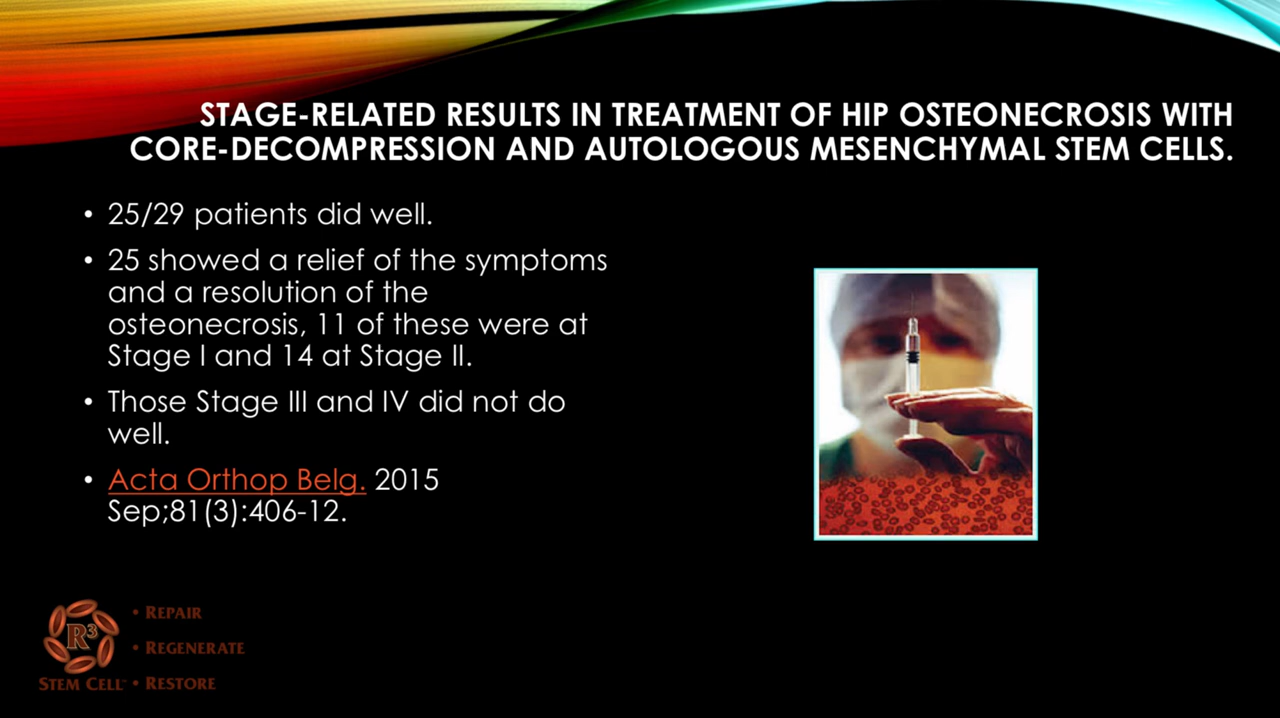 STAGE-RELATED RESULTS IN TREATMENT OF HIP OSTEONECROSIS WITH
CORE-DECOMPRESSION AND AUTOLOGOUS MESENCHYMAL STEM CELLS.
• 25/29 patients did well.
• 25 showed a relief of the symptoms
and a resolution of the
osteonecrosis, 11 of these were at
Stage I and 14 at Stage II.
• Those Stage III and IV did not do
well.
• Acta Orthop Belg. 2015
Sep;81(3):406-12.
R³
STEM CELL™
• REPAIR
• REGENERATE
• RESTORE